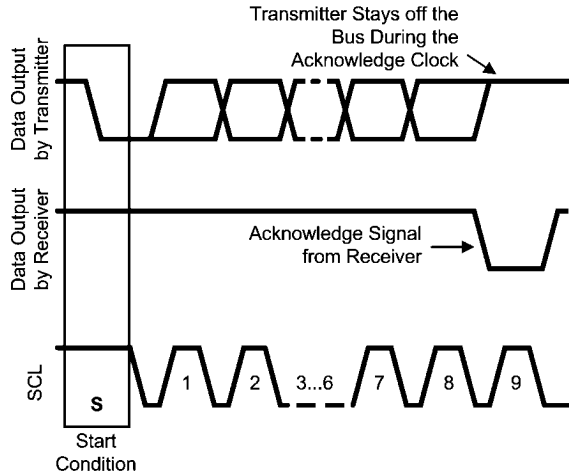 Transmitter Stays off the
Bus During the
Acknowledge Clock
Data Output
by Transmitter
Data Output
by Receiver
Acknowledge Signal
from Receiver
SCL
S
1
2
3...6
7
8
9
Start
Condition